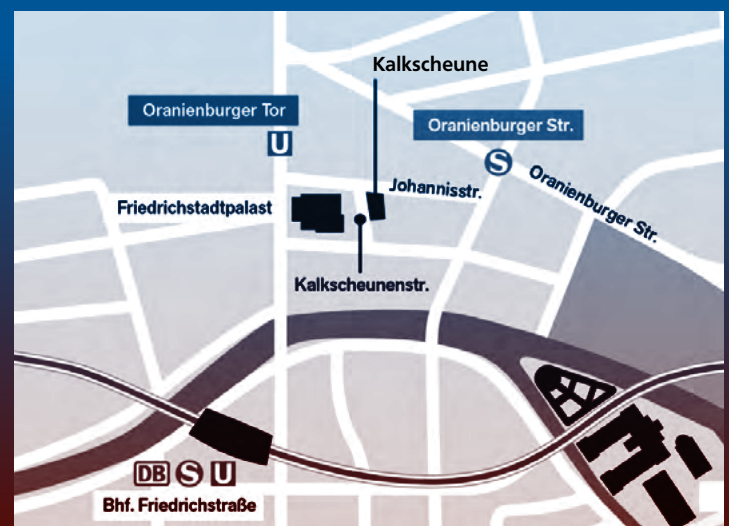 Kalkscheune
Oranienburger Tor
U
Oranienburger Str.
S
Johannisstr.
Oranienburger Str.
Friedrichstadtpalast
Kalkscheunenstr.
DB S U
Bhf. Friedrichstraße